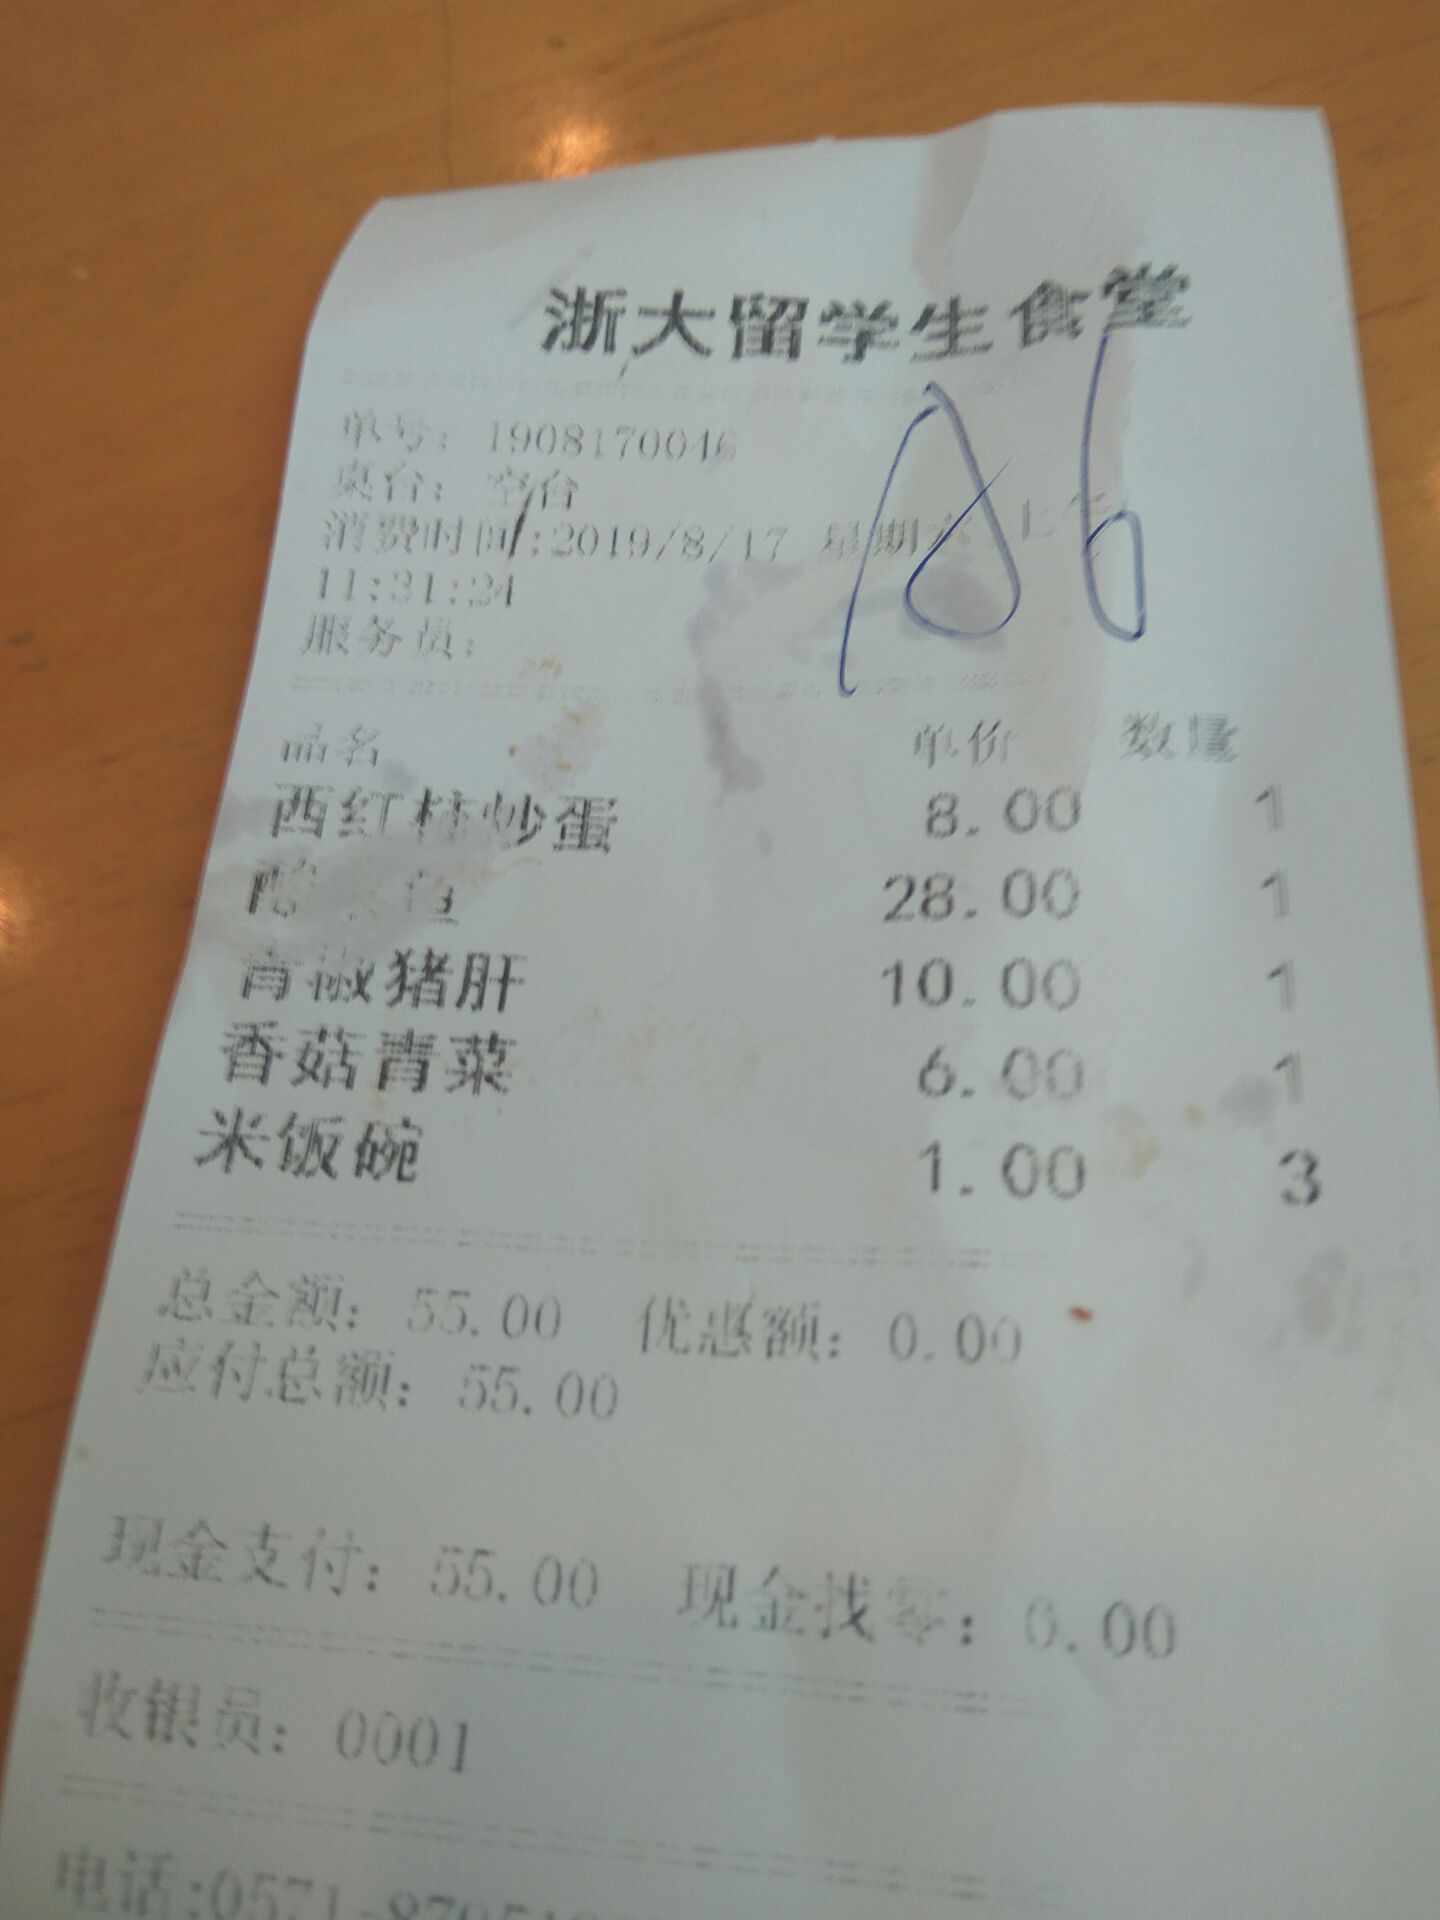 浙大留学生食堂
单号: 1908170046
桌台: 空台
消费时间:2019/8/17 星期六 上午
11:31:24
服务员:
品名 单价 数量
西红柿炒蛋 8.00 1
鱼 28.00 1
青椒猪肝 10.00 1
香菇青菜 6.00 1
米饭碗 1.00 3
总金额: 55.00 优惠额: 0.00
应付总额: 55.00
现金支付: 55.00 现金找零: 0.00
收银员: 0001
电话:0571-8795